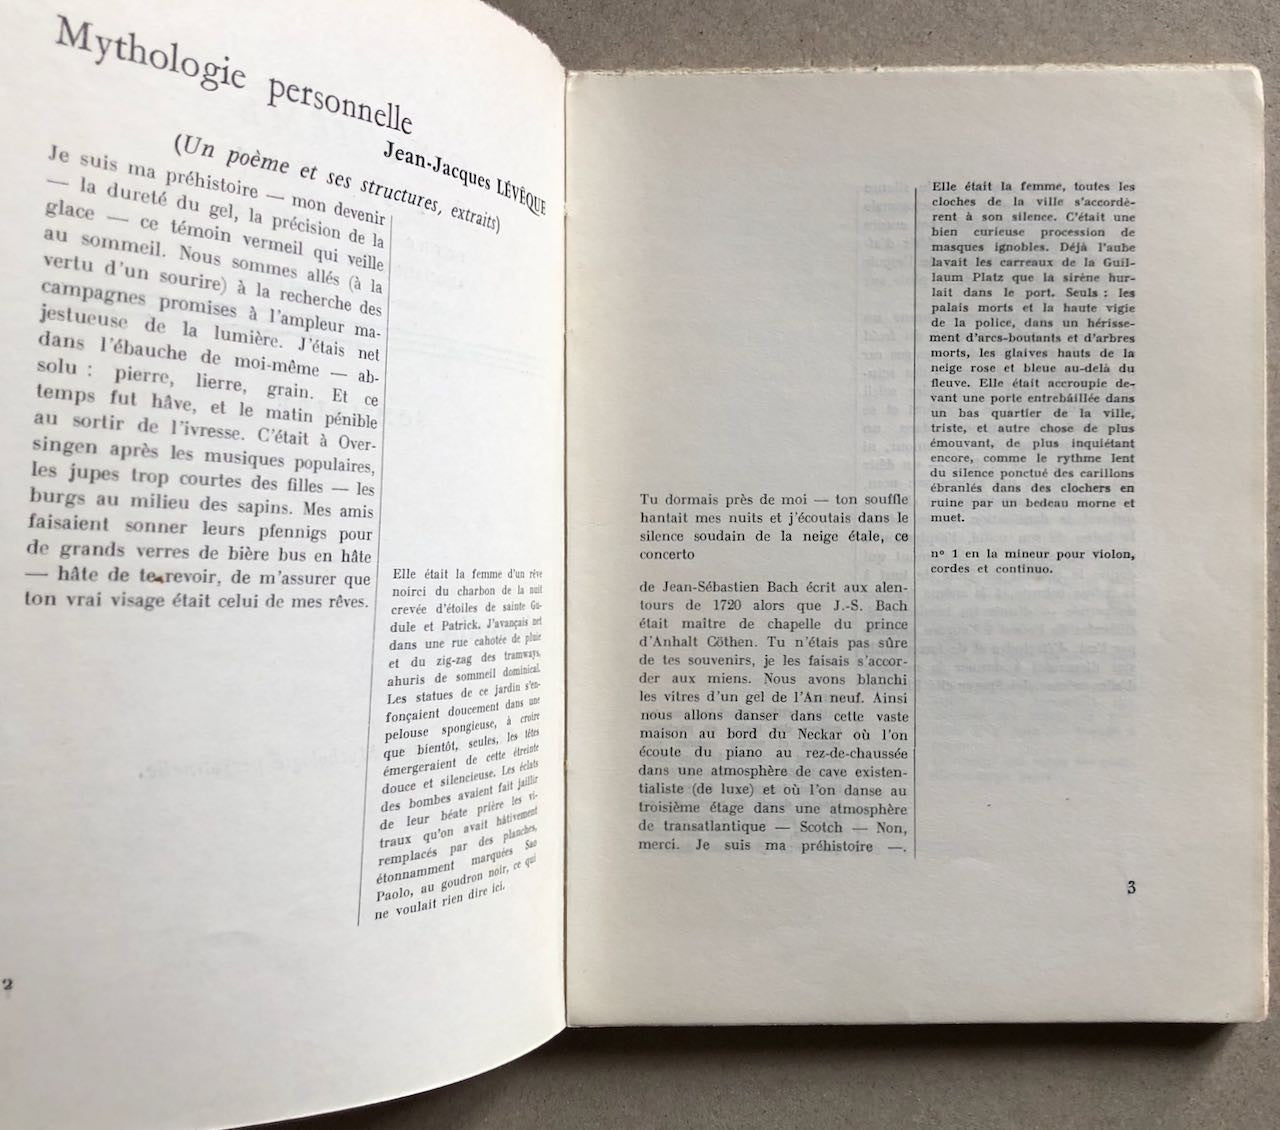 Mythologie personnelle
Jean-Jacques LÉVÊQUE
(Un poème et ses structures, extraits)
Je suis ma préhistoire — mon devenir
— la dureté du gel, la précision de la
glace — ce témoin vermeil qui veille
au sommeil. Nous sommes allés (à la
vertu d'un sourire) à la recherche des
campagnes promises à l'ampleur ma-
jestueuse de la lumière. J'étais net
dans l'ébauche de moi-même — ab-
solu : pierre, lierre, grain. Et ce
temps fut hâve, et le matin pénible
au sortir de l'ivresse. C'était à Over-
singen après les musiques populaires,
les jupes trop courtes des filles — les
burgs au milieu des sapins. Mes amis
faisaient sonner leurs pfennigs pour
de grands verres de bière bus en hâte
— hâte de te revoir, de m'assurer que
ton vrai visage était celui de mes rêves.
Elle était la femme d'un rêve
noirci du charbon de la nuit
crevée d'étoiles de sainte Gu-
dule et Patrick. J'avançais net
dans une rue cahotée de pluie
et du zig-zag des tramways,
ahuris de sommeil dominical.
Les statues de ce jardin s'en-
fonçaient doucement dans une
pelouse spongieuse, à croire
que bientôt, seules, les têtes
émergeraient de cette étreinte
douce et silencieuse. Les éclats
des bombes avaient fait jaillir
de leur béate prière les vi-
traux qu'on avait hâtivement
remplacés par des planches,
étonnamment marquées Sao
Paolo, au goudron noir, ce qui
ne voulait rien dire ici.
2
Elle était la femme, toutes les
cloches de la ville s'accordè-
rent à son silence. C'était une
bien curieuse procession de
masques ignobles. Déjà l'aube
lavait les carreaux de la Guil-
laum Platz que la sirène hur-
lait dans le port. Seuls : les
palais morts et la haute vigie
de la police, dans un hérisse-
ment d'arcs-boutants et d'arbres
morts, les glaives hauts de la
neige rose et bleue au-delà du
fleuve. Elle était accroupie de-
vant une porte entrebâillée dans
un bas quartier de la ville,
triste, et autre chose de plus
émouvant, de plus inquiétant
encore, comme le rythme lent
du silence ponctué des carillons
ébranlés dans des clochers en
ruine par un bedeau morne et
muet.
Tu dormais près de moi — ton souffle
hantait mes nuits et j'écoutais dans le
silence soudain de la neige étale, ce
concerto
n° 1 en la mineur pour violon,
cordes et continuo.
de Jean-Sébastien Bach écrit aux alen-
tours de 1720 alors que J.-S. Bach
était maître de chapelle du prince
d'Anhalt Cöthen. Tu n'étais pas sûre
de tes souvenirs, je les faisais s'accor-
der aux miens. Nous avons blanchi
les vitres d'un gel de l'An neuf. Ainsi
nous allons danser dans cette vaste
maison au bord du Neckar où l'on
écoute du piano au rez-de-chaussée
dans une atmosphère de cave existen-
tialiste (de luxe) et où l'on danse au
troisième étage dans une atmosphère
de transatlantique — Scotch — Non,
merci. Je suis ma préhistoire —.
3